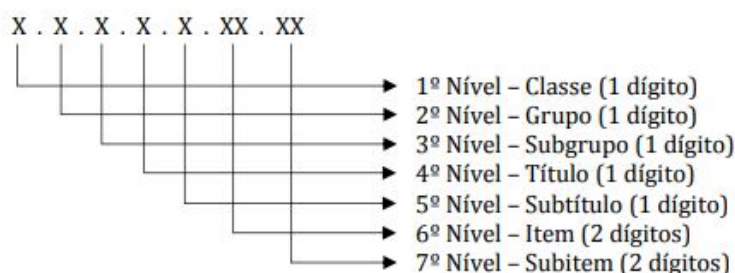 X . X . X . X . X . XX . XX
1º Nível – Classe (1 dígito)
2º Nível – Grupo (1 dígito)
3º Nível – Subgrupo (1 dígito)
4º Nível – Título (1 dígito)
5º Nível – Subtítulo (1 dígito)
6º Nível – Item (2 dígitos)
7º Nível – Subitem (2 dígitos)